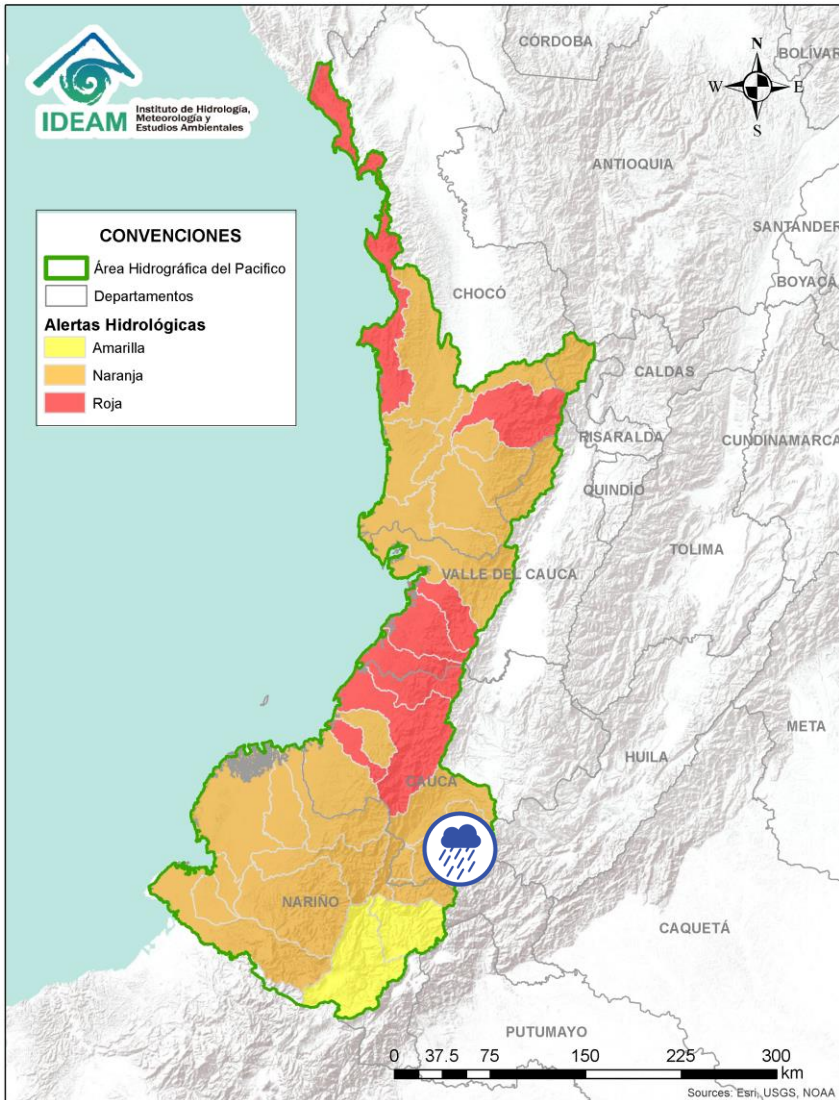 CÓRDOBA
BOLÍVAR
N
W
E
S
IDEAM
Instituto de Hidrología,
Meteorología y
Estudios Ambientales
ANTIOQUIA
CONVENCIONES
Área Hidrográfica del Pacifico
Departamentos
Alertas Hidrológicas
Amarilla
Naranja
Roja
SANTANDER
BOYACÁ
CHOCÓ
CALDAS
RISARALDA
CUNDINAMARCA
QUINDÍO
TOLIMA
VALLE DEL CAUCA
META
HUILA
CAUCA
NARIÑO
CAQUETÁ
PUTUMAYO
0 37.5 75 150 225 300
km
Sources: Esri, USGS, NOAA